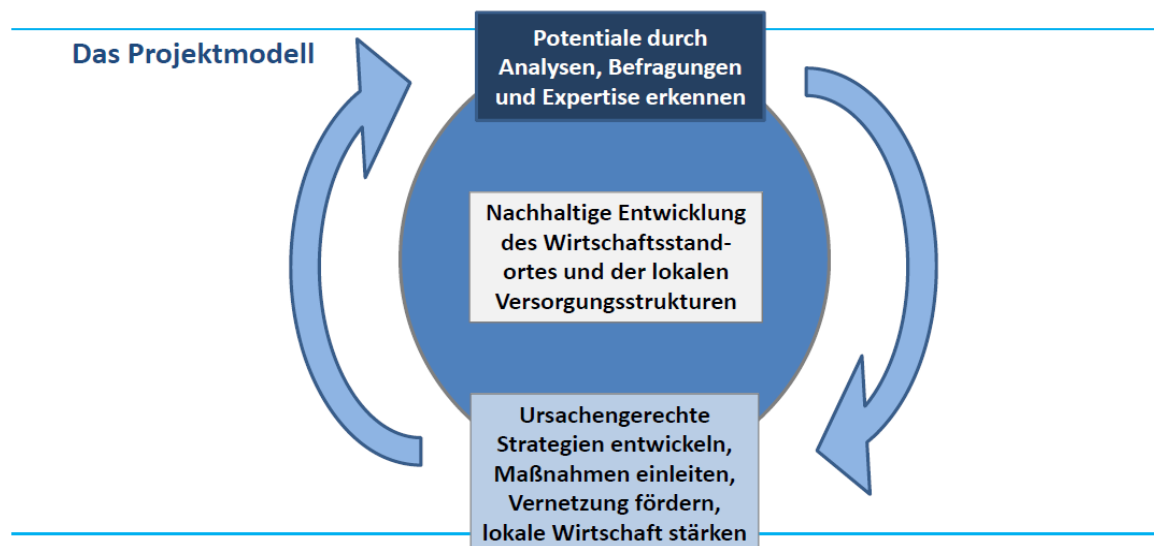 Das Projektmodell
Potentiale durch
Analysen, Befragungen
und Expertise erkennen
Nachhaltige Entwicklung
des Wirtschaftsstand-
ortes und der lokalen
Versorgungsstrukturen
Ursachengerechte
Strategien entwickeln,
Maßnahmen einleiten,
Vernetzung fördern,
lokale Wirtschaft stärken